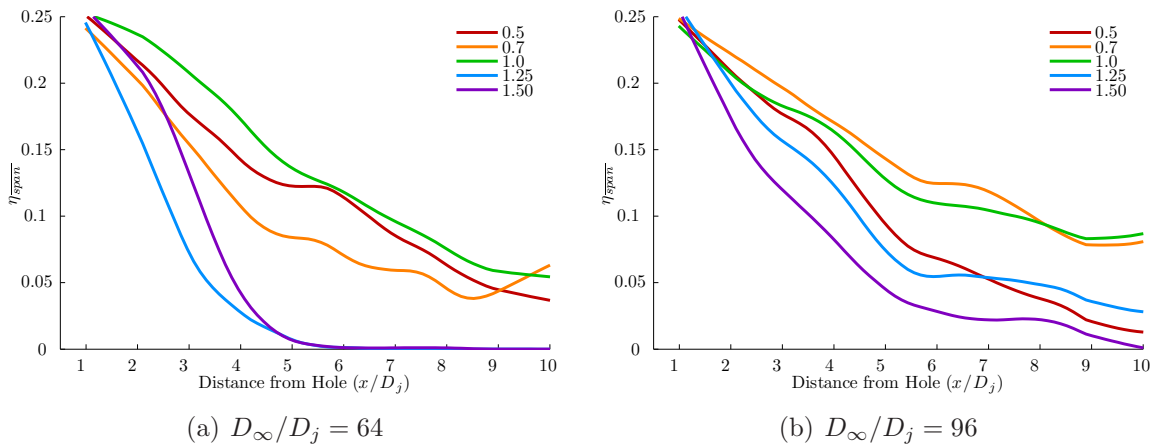 0.25
0.2
0.15
0.1
0.05
0
η_span
1 2 3 4 5 6 7 8 9 10
Distance from Hole (x/D_j)
0.5
0.7
1.0
1.25
1.50
(a) D_∞/D_j = 64
0.25
0.2
0.15
0.1
0.05
0
η_span
1 2 3 4 5 6 7 8 9 10
Distance from Hole (x/D_j)
0.5
0.7
1.0
1.25
1.50
(b) D_∞/D_j = 96